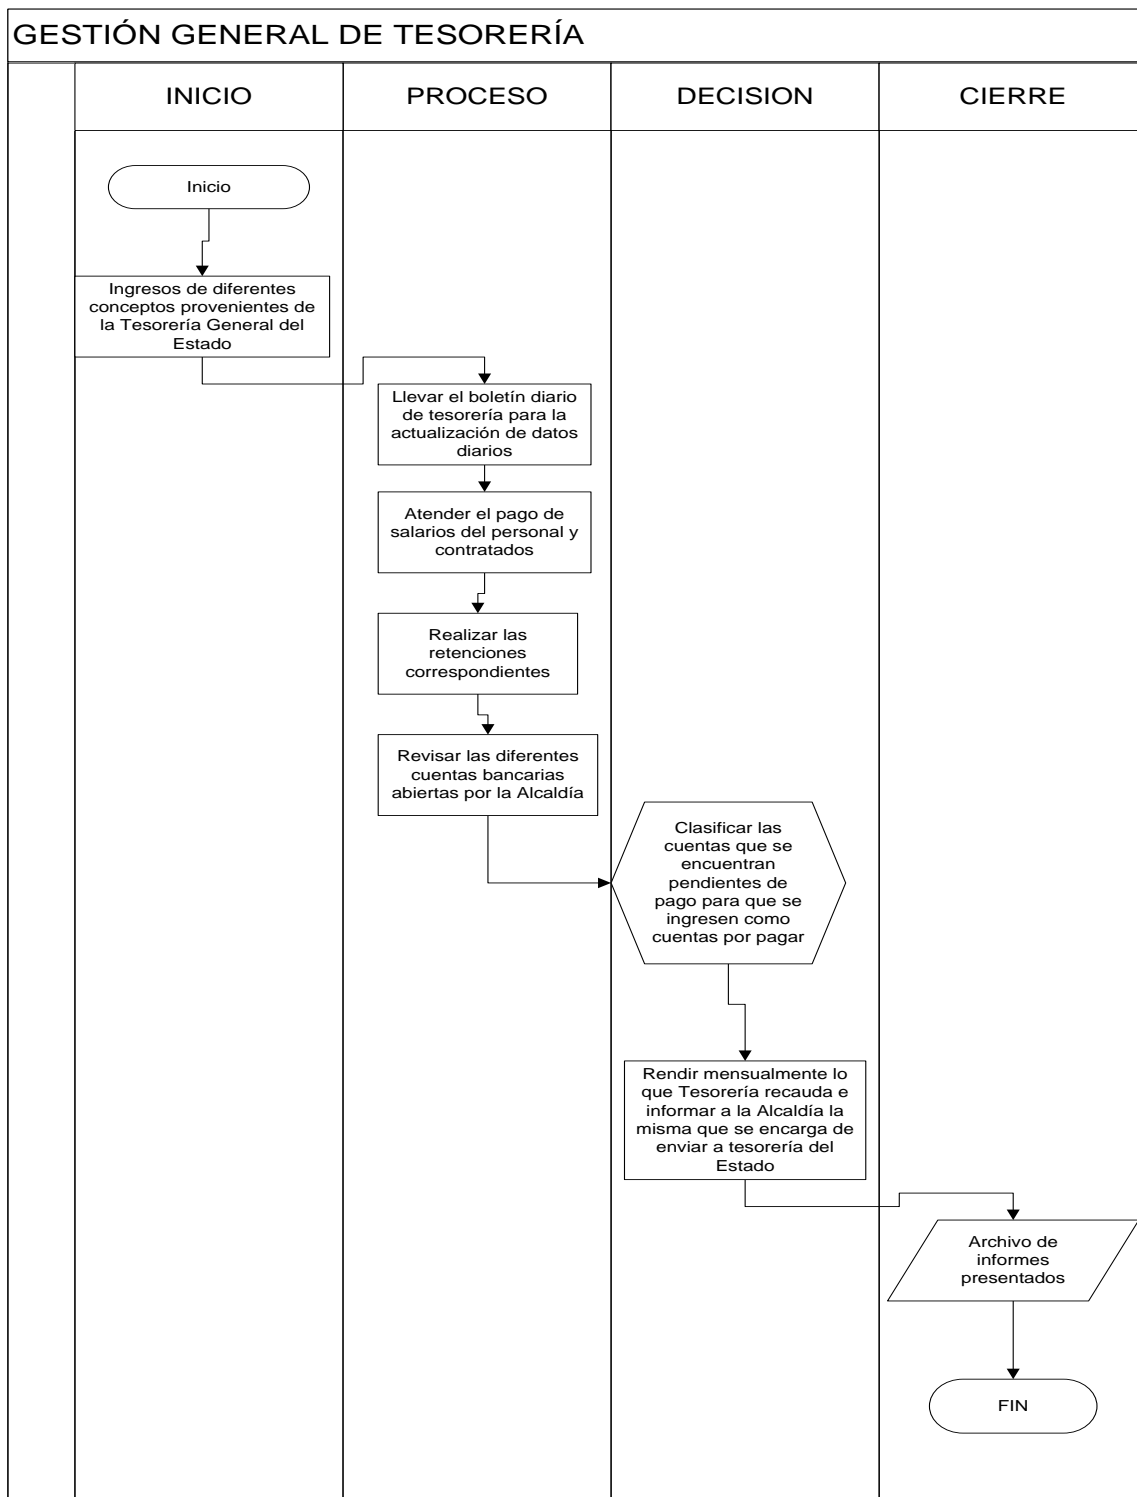 GESTIÓN GENERAL DE TESORERÍA
INICIO
PROCESO
DECISION
CIERRE
Inicio
Ingresos de diferentes
conceptos provenientes de
la Tesorería General del
Estado
Llevar el boletín diario
de tesorería para la
actualización de datos
diarios
Atender el pago de
salarios del personal y
contratados
Realizar las
retenciones
correspondientes
Revisar las diferentes
cuentas bancarias
abiertas por la Alcaldía
Clasificar las
cuentas que se
encuentran
pendientes de
pago para que se
ingresen como
cuentas por pagar
Rendir mensualmente lo
que Tesorería recauda e
informar a la Alcaldía la
misma que se encarga de
enviar a tesorería del
Estado
Archivo de
informes
presentados
FIN